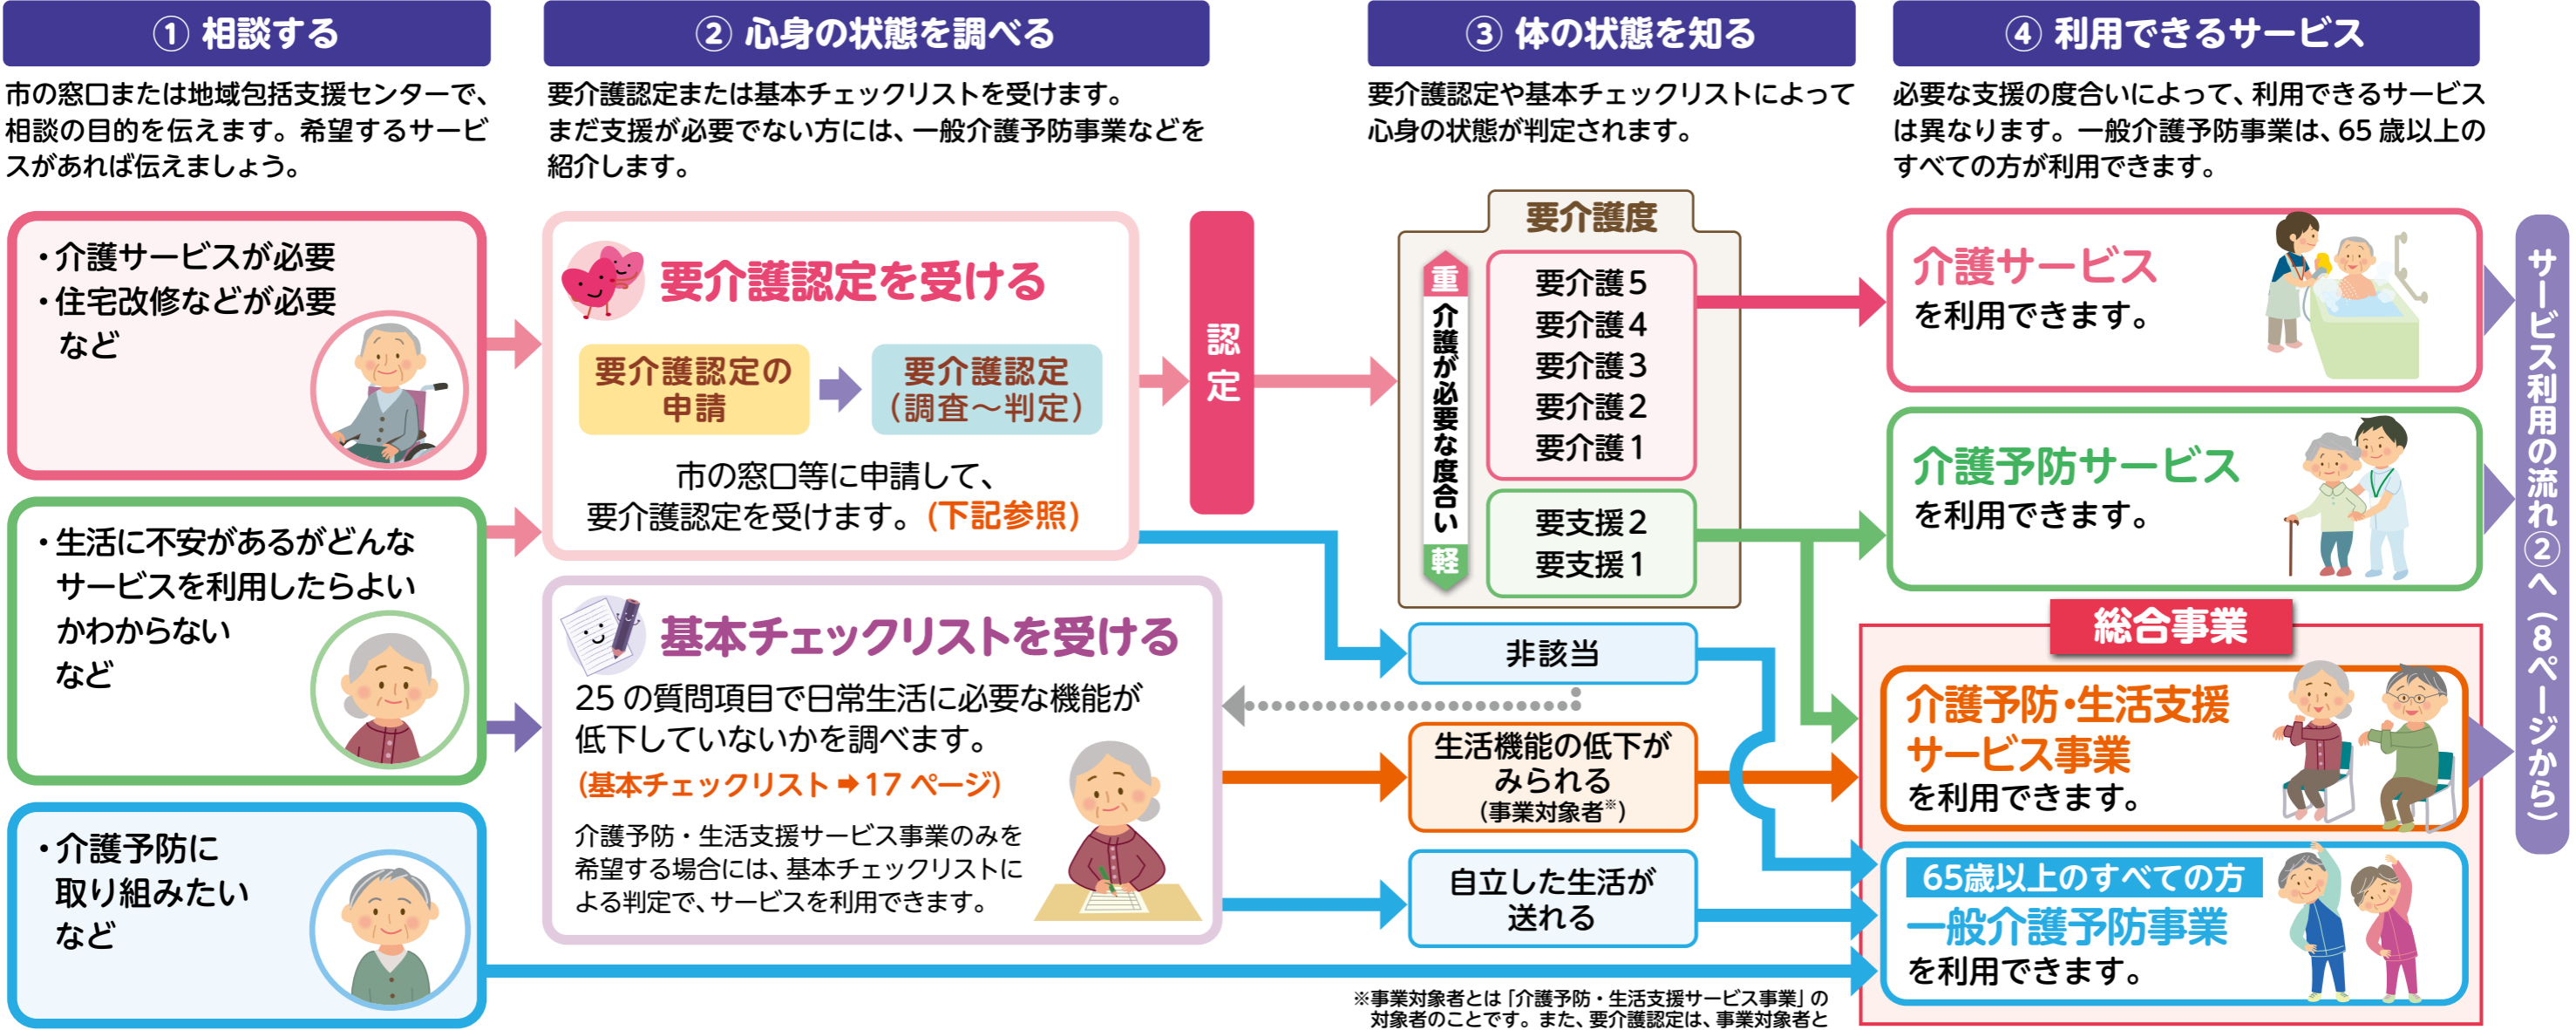 ① 相談する
市の窓口または地域包括支援センターで、
相談の目的を伝えます。希望するサービ
スがあれば伝えましょう。
・介護サービスが必要
・住宅改修などが必要
など
・生活に不安があるがどんな
サービスを利用したらよい
かわからない
など
・介護予防に
取り組みたい
など
② 心身の状態を調べる
要介護認定または基本チェックリストを受けます。
まだ支援が必要でない方には、一般介護予防事業などを
紹介します。
要介護認定を受ける
要介護認定の
申請
要介護認定
(調査～判定)
市の窓口等に申請して、
要介護認定を受けます。(下記参照)
認定
基本チェックリストを受ける
25 の質問項目で日常生活に必要な機能が
低下していないかを調べます。
(基本チェックリスト➡17 ページ)
介護予防・生活支援サービス事業のみを
希望する場合には、基本チェックリストに
よる判定で、サービスを利用できます。
③ 体の状態を知る
要介護認定や基本チェックリストによって
心身の状態が判定されます。
要介護度
重
介護が必要な度合い
軽
要介護5
要介護4
要介護3
要介護2
要介護1
要支援2
要支援1
非該当
生活機能の低下が
みられる
(事業対象者※)
自立した生活が
送れる
※事業対象者とは「介護予防・生活支援サービス事業」の
対象者のことです。また、要介護認定は、事業対象者と
④ 利用できるサービス
必要な支援の度合いによって、利用できるサービス
は異なります。一般介護予防事業は、65 歳以上の
すべての方が利用できます。
介護サービス
を利用できます。
介護予防サービス
を利用できます。
総合事業
介護予防・生活支援
サービス事業
を利用できます。
65歳以上のすべての方
一般介護予防事業
を利用できます。
サービス利用の流れ②へ（8ページから）